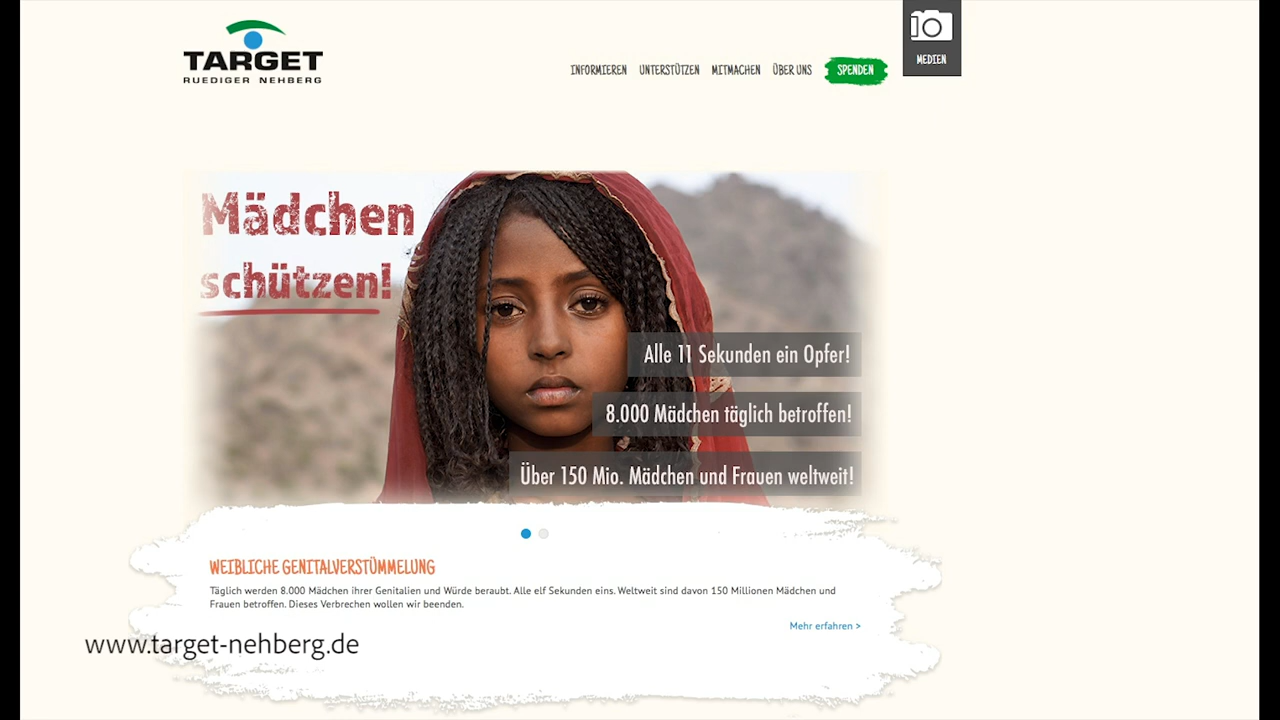 TARGET
RUEDIGER NEHBERG
INFORMIEREN UNTERSTÜTZEN MITMACHEN ÜBER UNS SPENDEN
MEDIEN
Mädchen
schützen!
Alle 11 Sekunden ein Opfer!
8.000 Mädchen täglich betroffen!
Über 150 Mio. Mädchen und Frauen weltweit!
WEIBLICHE GENITALVERSTÜMMELUNG
Täglich werden 8.000 Mädchen ihrer Genitalien und Würde beraubt. Alle elf Sekunden eins. Weltweit sind davon 150 Millionen Mädchen und
Frauen betroffen. Dieses Verbrechen wollen wir beenden.
Mehr erfahren >
www.target-nehberg.de